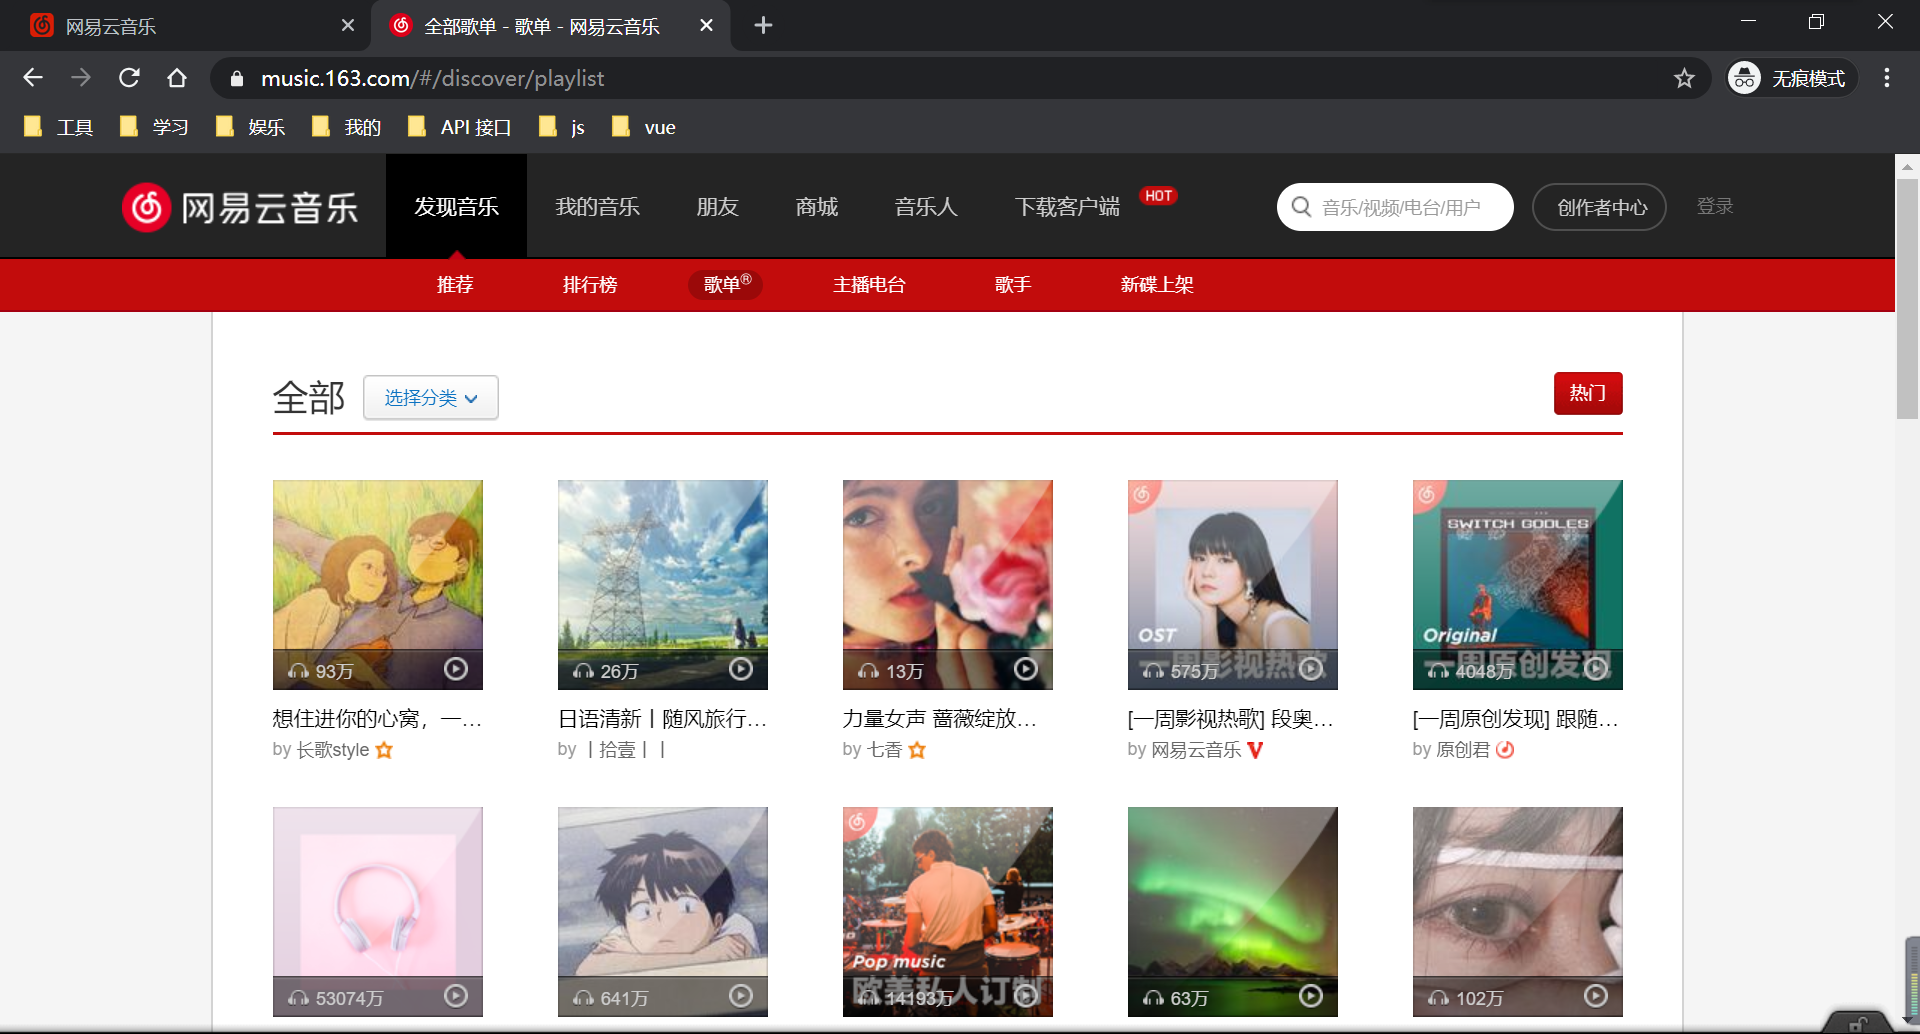 网易云音乐
全部歌单 - 歌单 - 网易云音乐
music.163.com/#/discover/playlist
无痕模式
工具 学习 娱乐 我的 API 接口 js vue
网易云音乐 发现音乐 我的音乐 朋友 商城 音乐人 下载客户端 HOT 音乐/视频/电台/用户 创作者中心 登录
推荐 排行榜 歌单® 主播电台 歌手 新碟上架
全部 选择分类 热门
SWITCH GODLES
OST
Original
一周影视热歌
一周原创发现
93万 26万 13万 575万 4048万
想住进你的心窝，一... 日语清新丨随风旅行... 力量女声 蔷薇绽放... [一周影视热歌] 段奥... [一周原创发现] 跟随...
by 长歌style by 丨拾壹丨丨 by 七香 by 网易云音乐 by 原创君
Pop music
欧美私人订制
53074万 641万 14193万 63万 102万